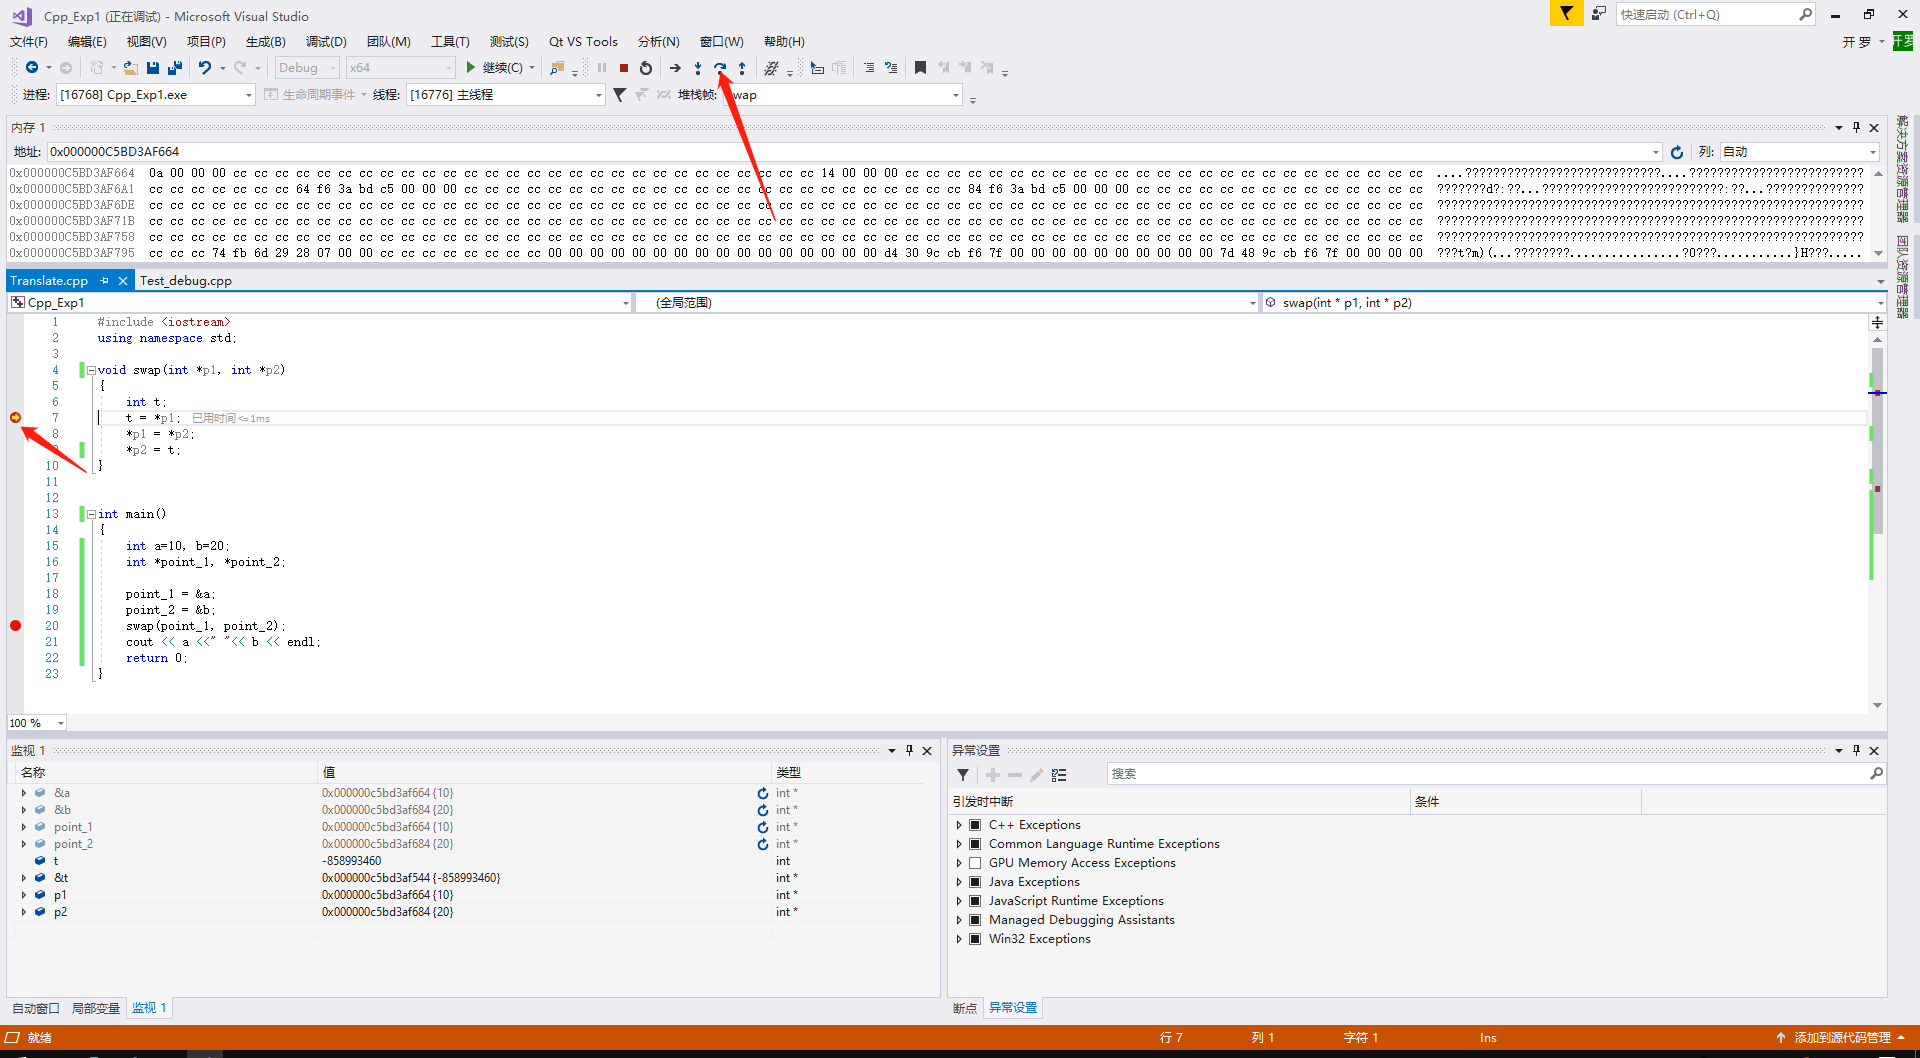 Cpp_Exp1 (正在调试) - Microsoft Visual Studio
快速启动 (Ctrl+Q)
文件(F) 编辑(E) 视图(V) 项目(P) 生成(B) 调试(D) 团队(M) 工具(T) 测试(S) Qt VS Tools 分析(N) 窗口(W) 帮助(H)
开 罗
开罗
Debug x64 继续(C)
进程: [16768] Cpp_Exp1.exe 生命周期事件 线程: [16776] 主线程 堆栈帧: wap
内存 1
地址: 0x000000C5BD3AF664 列: 自动
0x000000C5BD3AF664 0a 00 00 00 cc cc cc cc cc cc cc cc cc cc cc cc cc cc cc cc cc cc cc cc cc cc cc cc cc cc cc cc 14 00 00 00 cc cc cc cc cc cc cc cc cc cc cc cc cc cc cc cc cc cc cc cc cc cc cc cc cc
0x000000C5BD3AF6A1 cc cc cc cc cc cc cc 64 f6 3a bd c5 00 00 00 cc cc cc cc cc cc cc cc cc cc cc cc cc cc cc cc cc cc cc cc cc cc cc cc 84 f6 3a bd c5 00 00 00 cc cc cc cc cc cc cc cc cc cc cc cc cc cc
0x000000C5BD3AF6DE cc cc cc cc cc cc cc cc cc cc cc cc cc cc cc cc cc cc cc cc cc cc cc cc cc cc cc cc cc cc cc cc cc cc cc cc cc cc cc cc cc cc cc cc cc cc cc cc cc cc cc cc cc cc cc cc cc cc cc cc cc
0x000000C5BD3AF71B cc cc cc cc cc cc cc cc cc cc cc cc cc cc cc cc cc cc cc cc cc cc cc cc cc cc cc cc cc cc cc cc cc cc cc cc cc cc cc cc cc cc cc cc cc cc cc cc cc cc cc cc cc cc cc cc cc cc cc cc cc
0x000000C5BD3AF758 cc cc cc cc cc cc cc cc cc cc cc cc cc cc cc cc cc cc cc cc cc cc cc cc cc cc cc cc cc cc cc cc cc cc cc cc cc cc cc cc cc cc cc cc cc cc cc cc cc cc cc cc cc cc cc cc cc cc cc cc cc
0x000000C5BD3AF795 cc cc cc cc 74 fb 6d 29 28 07 00 00 cc cc cc cc cc cc cc cc 00 00 00 00 00 00 00 00 00 00 00 00 00 00 00 d4 30 9c cb f6 7f 00 00 00 00 00 00 00 00 00 00 00 7d 48 9c cb f6 7f 00 00 00 00 00
解决方案资源管理器
团队资源管理器
Translate.cpp Test_debug.cpp
Cpp_Exp1 (全局范围) swap(int * p1, int * p2)
1 #include <iostream>
2 using namespace std;
3
4 void swap(int *p1, int *p2)
5 {
6 int t;
7 t = *p1; 已用时间<=1ms
8 *p1 = *p2;
*p2 = t;
10 }
11
12
13 int main()
14 {
15 int a=10, b=20;
16 int *point_1, *point_2;
17
18 point_1 = &a;
19 point_2 = &b;
20 swap(point_1, point_2);
21 cout << a <<" "<< b << endl;
22 return 0;
23 }
100 %
监视 1
名称 值 类型
&a 0x000000c5bd3af664 {10} int *
&b 0x000000c5bd3af684 {20} int *
point_1 0x000000c5bd3af664 {10} int *
point_2 0x000000c5bd3af684 {20} int *
t -858993460 int
&t 0x000000c5bd3af544 {-858993460} int *
p1 0x000000c5bd3af664 {10} int *
p2 0x000000c5bd3af684 {20} int *
自动窗口 局部变量 监视 1
异常设置
搜索
引发时中断 条件
C++ Exceptions
Common Language Runtime Exceptions
GPU Memory Access Exceptions
Java Exceptions
JavaScript Runtime Exceptions
Managed Debugging Assistants
Win32 Exceptions
断点 异常设置
就绪 行 7 列 1 字符 1 Ins 添加到源代码管理